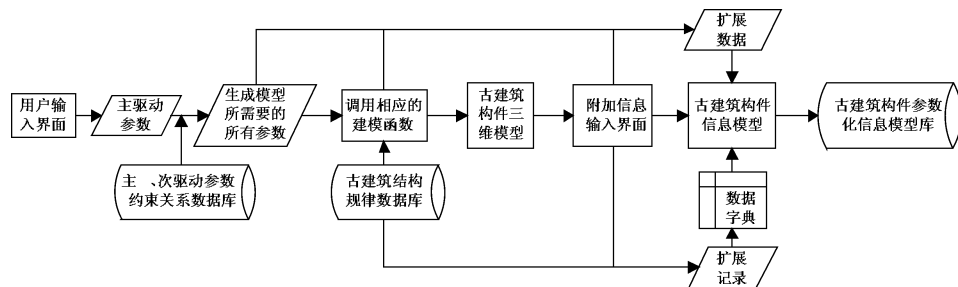 扩展
数据
用户输
入界面
主驱动
参数
生成模型
所需要的
所有参数
调用相应的
建模函数
古建筑
构件三
维模型
附加信息
输入界面
古建筑构件
信息模型
古建筑构件参数
化信息模型库
主 、次驱动参数
约束关系数据库
古建筑结构
规律数据库
数据
字典
扩展
记录